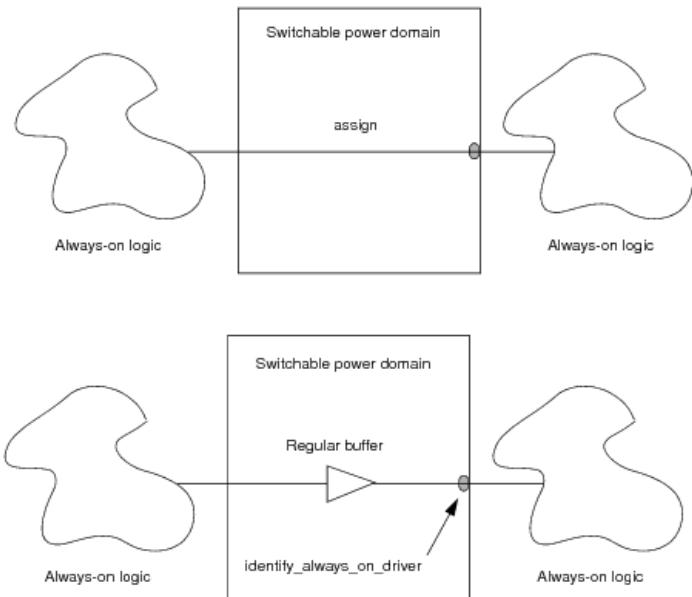 Switchable power domain
assign
Always-on logic
Always-on logic
Switchable power domain
Regular buffer
identify_always_on_driver
Always-on logic
Always-on logic